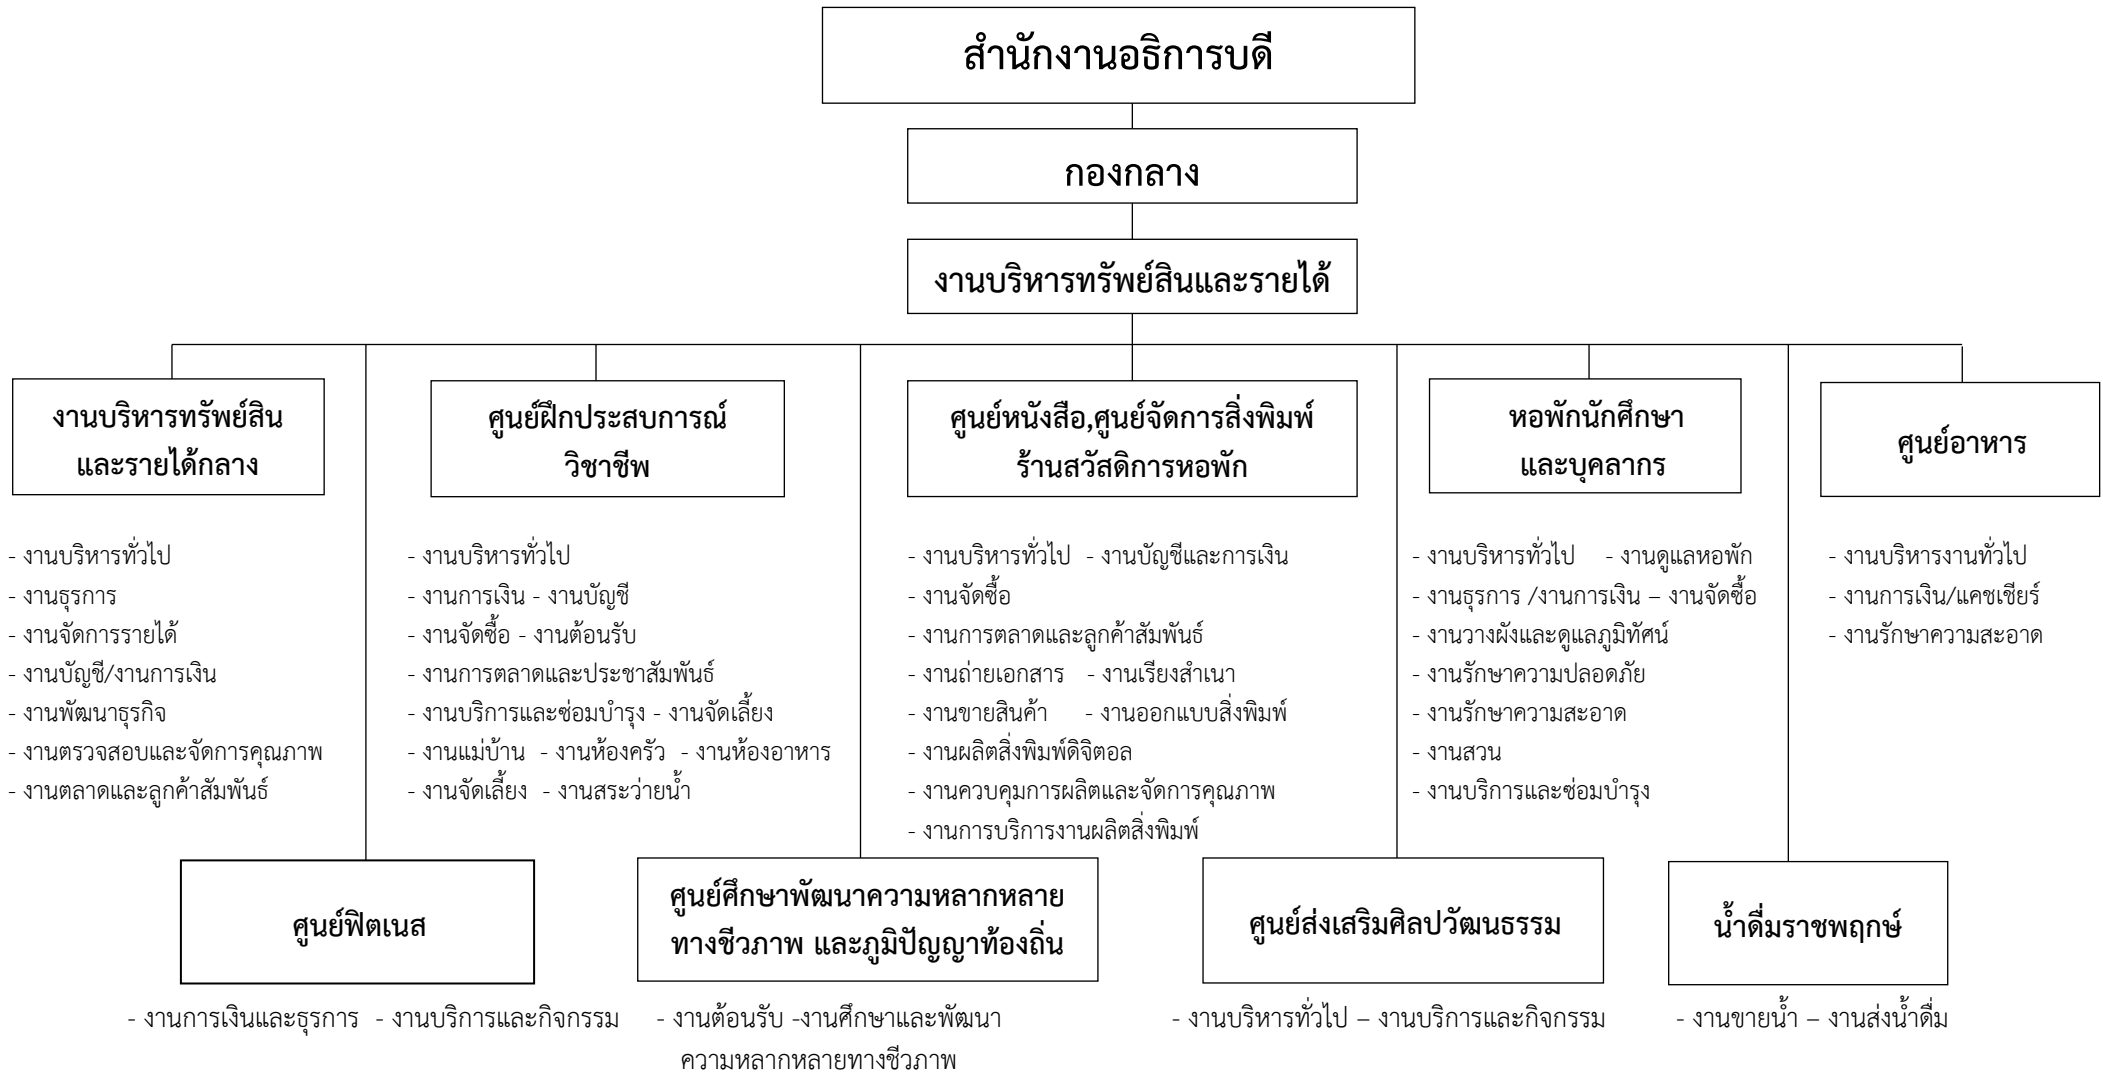 สำนักงานอธิการบดี
กองกลาง
งานบริหารทรัพย์สินและรายได้
งานบริหารทรัพย์สิน
และรายได้กลาง
- งานบริหารทั่วไป
- งานธุรการ
- งานจัดการรายได้
- งานบัญชี/งานการเงิน
- งานพัฒนาธุรกิจ
- งานตรวจสอบและจัดการคุณภาพ
- งานตลาดและลูกค้าสัมพันธ์
ศูนย์ฝึกประสบการณ์
วิชาชีพ
- งานบริหารทั่วไป
- งานการเงิน - งานบัญชี
- งานจัดซื้อ - งานต้อนรับ
- งานการตลาดและประชาสัมพันธ์
- งานบริการและซ่อมบำรุง - งานจัดเลี้ยง
- งานแม่บ้าน - งานห้องครัว - งานห้องอาหาร
- งานจัดเลี้ยง - งานสระว่ายน้ำ
ศูนย์หนังสือ,ศูนย์จัดการสิ่งพิมพ์
ร้านสวัสดิการหอพัก
- งานบริหารทั่วไป - งานบัญชีและการเงิน
- งานจัดซื้อ
- งานการตลาดและลูกค้าสัมพันธ์
- งานถ่ายเอกสาร - งานเรียงสำเนา
- งานขายสินค้า - งานออกแบบสิ่งพิมพ์
- งานผลิตสิ่งพิมพ์ดิจิตอล
- งานควบคุมการผลิตและจัดการคุณภาพ
- งานการบริการงานผลิตสิ่งพิมพ์
หอพักนักศึกษา
และบุคลากร
- งานบริหารทั่วไป - งานดูแลหอพัก
- งานธุรการ /งานการเงิน – งานจัดซื้อ
- งานวางผังและดูแลภูมิทัศน์
- งานรักษาความปลอดภัย
- งานรักษาความสะอาด
- งานสวน
- งานบริการและซ่อมบำรุง
ศูนย์อาหาร
- งานบริหารงานทั่วไป
- งานการเงิน/แคชเชียร์
- งานรักษาความสะอาด
ศูนย์ฟิตเนส
- งานการเงินและธุรการ - งานบริการและกิจกรรม
ศูนย์ศึกษาพัฒนาความหลากหลาย
ทางชีวภาพ และภูมิปัญญาท้องถิ่น
- งานต้อนรับ -งานศึกษาและพัฒนา
ความหลากหลายทางชีวภาพ
ศูนย์ส่งเสริมศิลปวัฒนธรรม
- งานบริหารทั่วไป – งานบริการและกิจกรรม
น้ำดื่มราชพฤกษ์
- งานขายน้ำ – งานส่งน้ำดื่ม